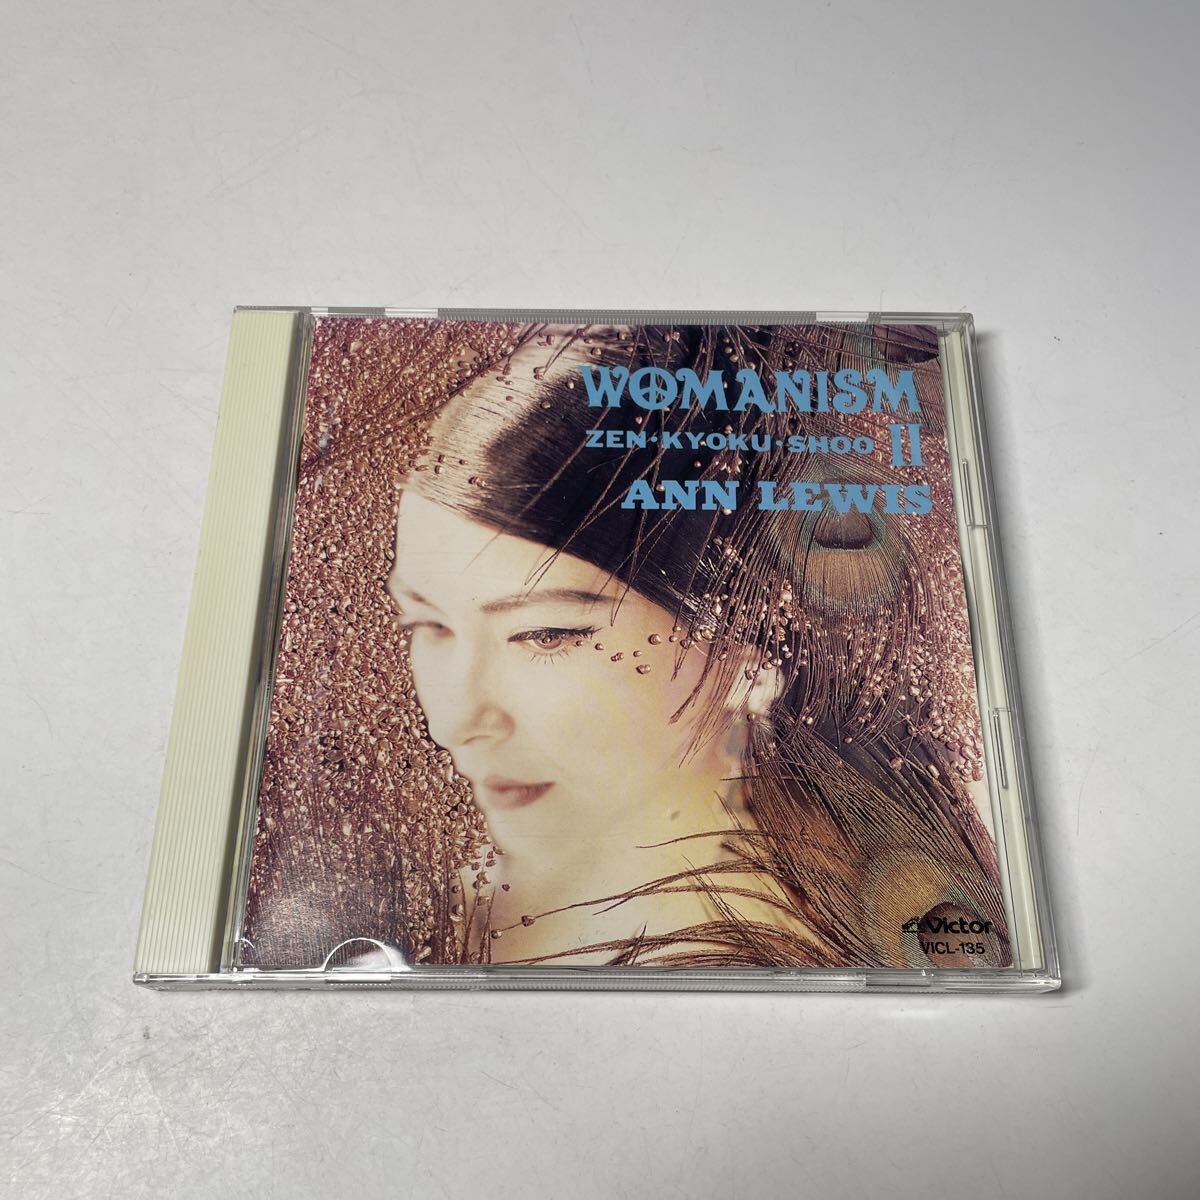 WOMANISM
ZEN·KYOKU·SHOO II
ANN LEWIS
Victor
VICL-135